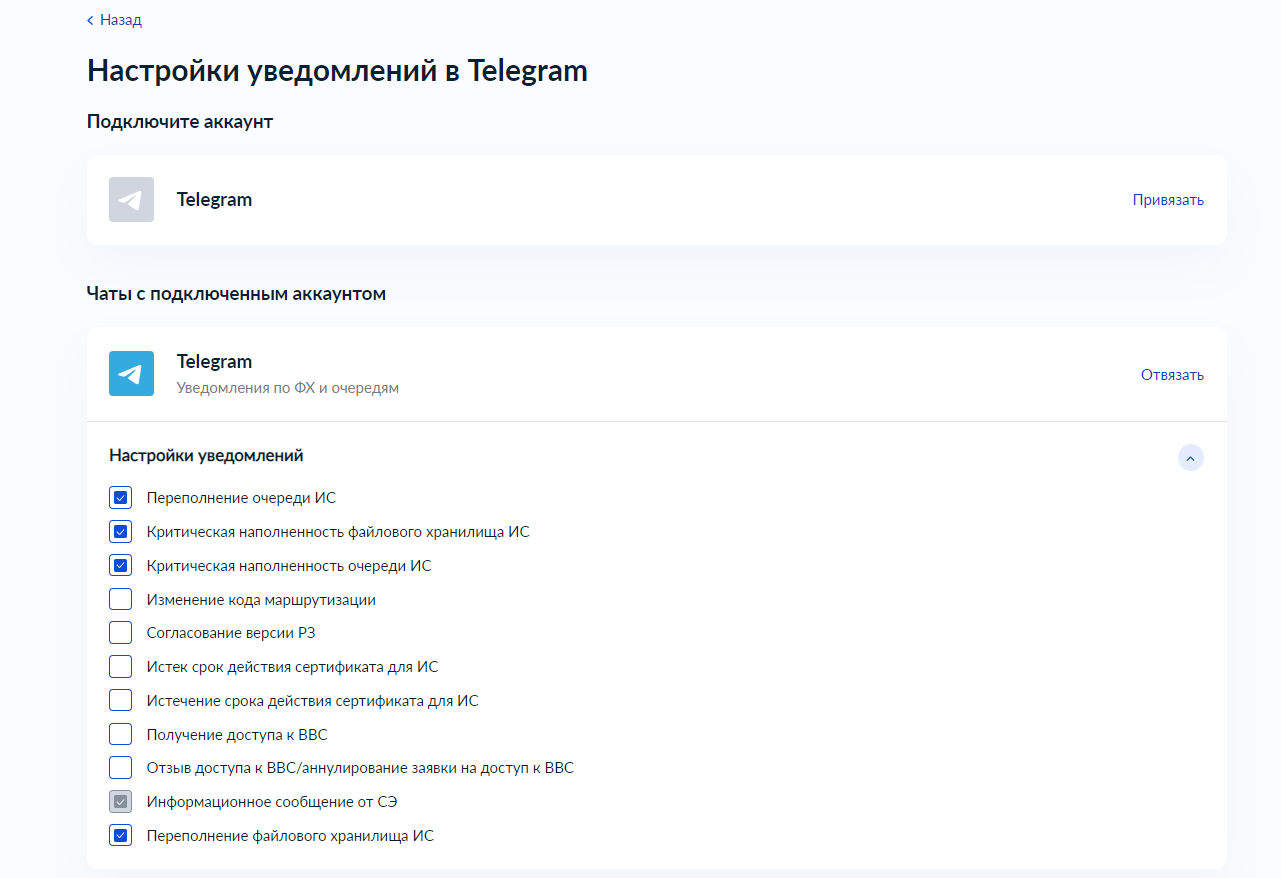 Назад
Настройки уведомлений в Telegram
Подключите аккаунт
Telegram
Привязать
Чаты с подключенным аккаунтом
Telegram
Уведомления по ФХ и очередям
Отвязать
Настройки уведомлений
Переполнение очереди ИС
Критическая наполненность файлового хранилища ИС
Критическая наполненность очереди ИС
Изменение кода маршрутизации
Согласование версии РЗ
Истек срок действия сертификата для ИС
Истечение срока действия сертификата для ИС
Получение доступа к ВВС
Отзыв доступа к ВВС/аннулирование заявки на доступ к ВВС
Информационное сообщение от СЭ
Переполнение файлового хранилища ИС